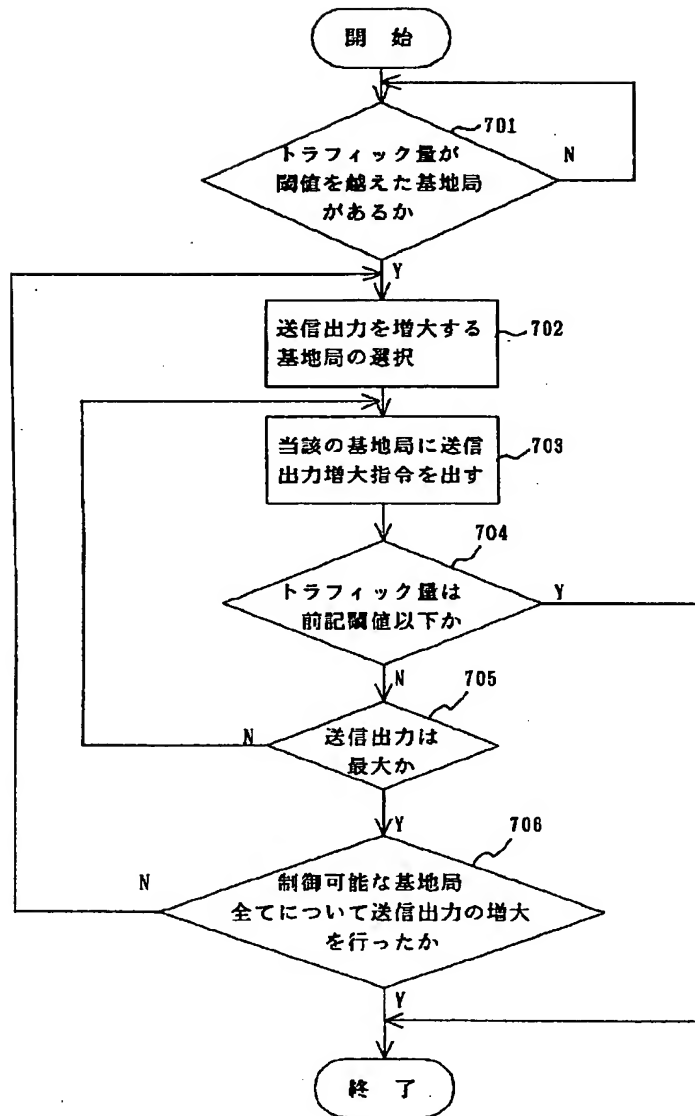 開 始
701
トラフィック量が
閾値を越えた基地局
があるか
N
Y
送信出力を増大する
基地局の選択
702
当該の基地局に送信
出力増大指令を出す
703
704
トラフィック量は
前記閾値以下か
Y
N
705
送信出力は
最大か
N
Y
706
制御可能な基地局
全てについて送信出力の増大
を行ったか
N
Y
終 了